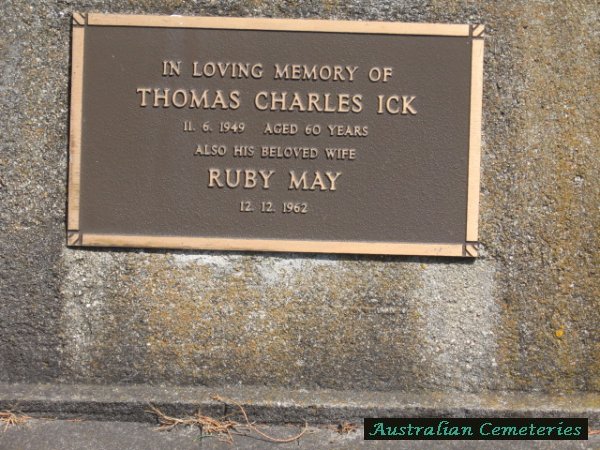 IN LOVING MEMORY OF
THOMAS CHARLES ICK
11. 6. 1949 AGED 60 YEARS
ALSO HIS BELOVED WIFE
RUBY MAY
12. 12. 1962
Australian Cemeteries